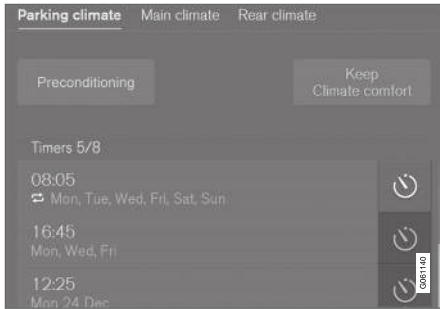 Parking climate Main climate Rear climate
Preconditioning
Keep
Climate comfort
Timers 5/8
08:05
Mon, Tue, Wed, Fri, Sat, Sun
16:45
Mon, Wed, Fri
12:25
Mon 24 Dec
G061140